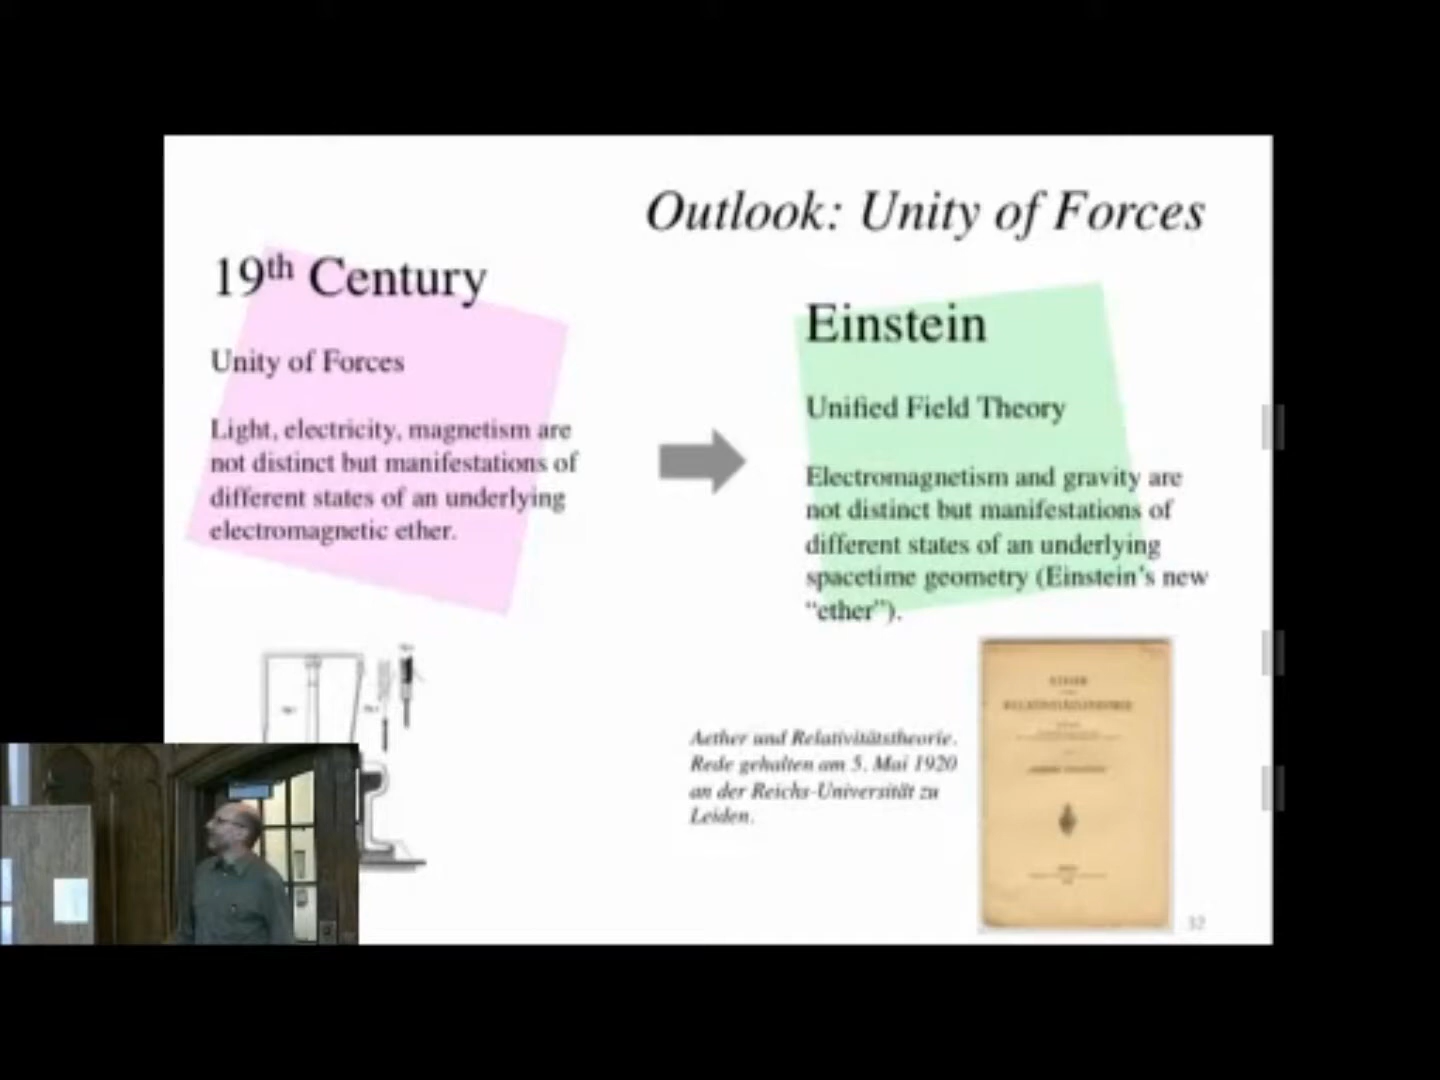 Outlook: Unity of Forces
19th Century
Unity of Forces
Light, electricity, magnetism are
not distinct but manifestations of
different states of an underlying
electromagnetic ether.
Einstein
Unified Field Theory
Electromagnetism and gravity are
not distinct but manifestations of
different states of an underlying
spacetime geometry (Einstein's new
“ether”).
Aether und Relativitätstheorie.
Rede gehalten am 5. Mai 1920
an der Reichs-Universität zu
Leiden.
32